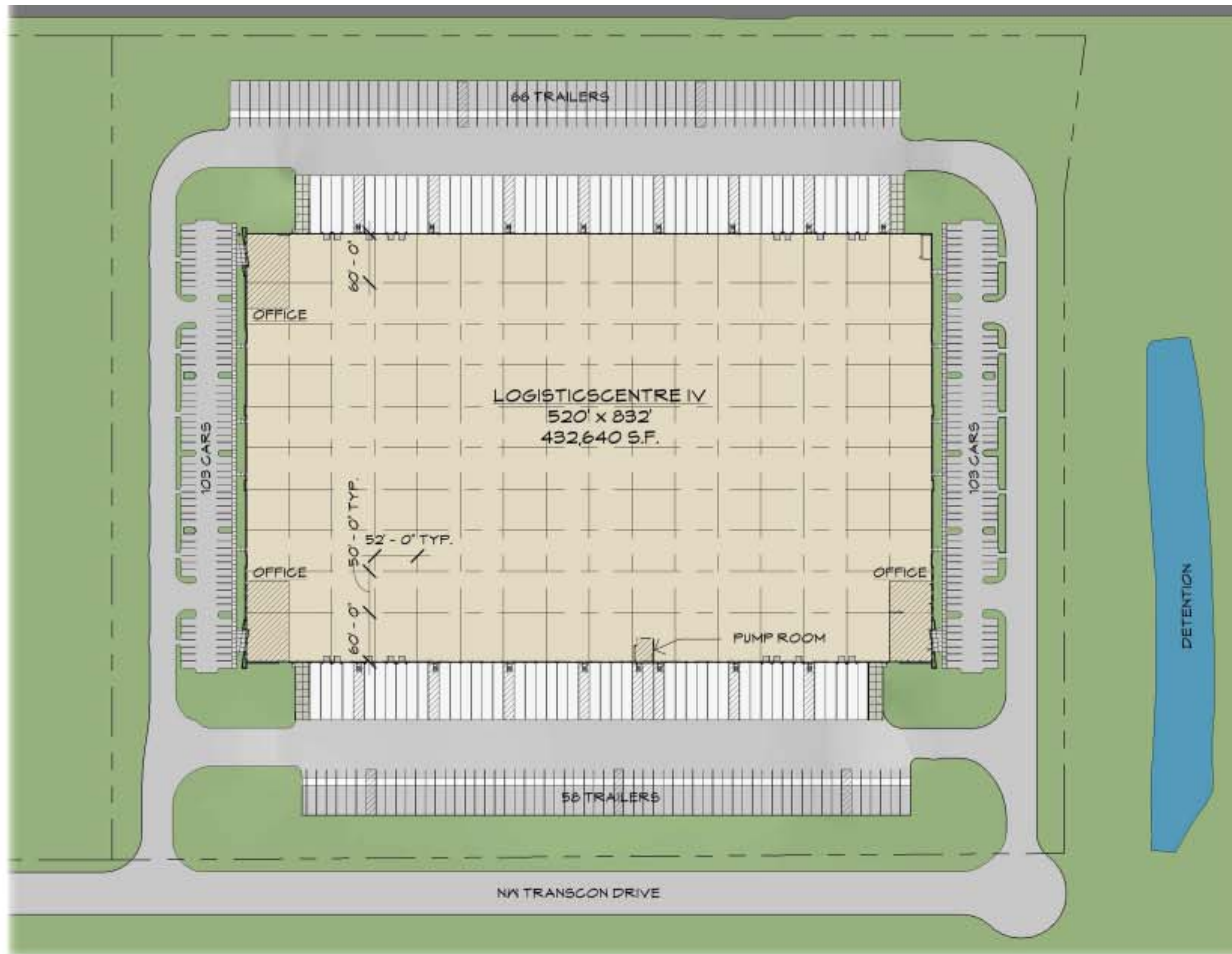 66 TRAILERS
60' - 0"
OFFICE
LOGISTICSCENTRE IV
520' x 832'
432,640 S.F.
103 CARS
103 CARS
50' - 0" TYP.
52' - 0" TYP.
OFFICE
OFFICE
60' - 0"
PUMP ROOM
DETENTION
58 TRAILERS
NW TRANSCON DRIVE